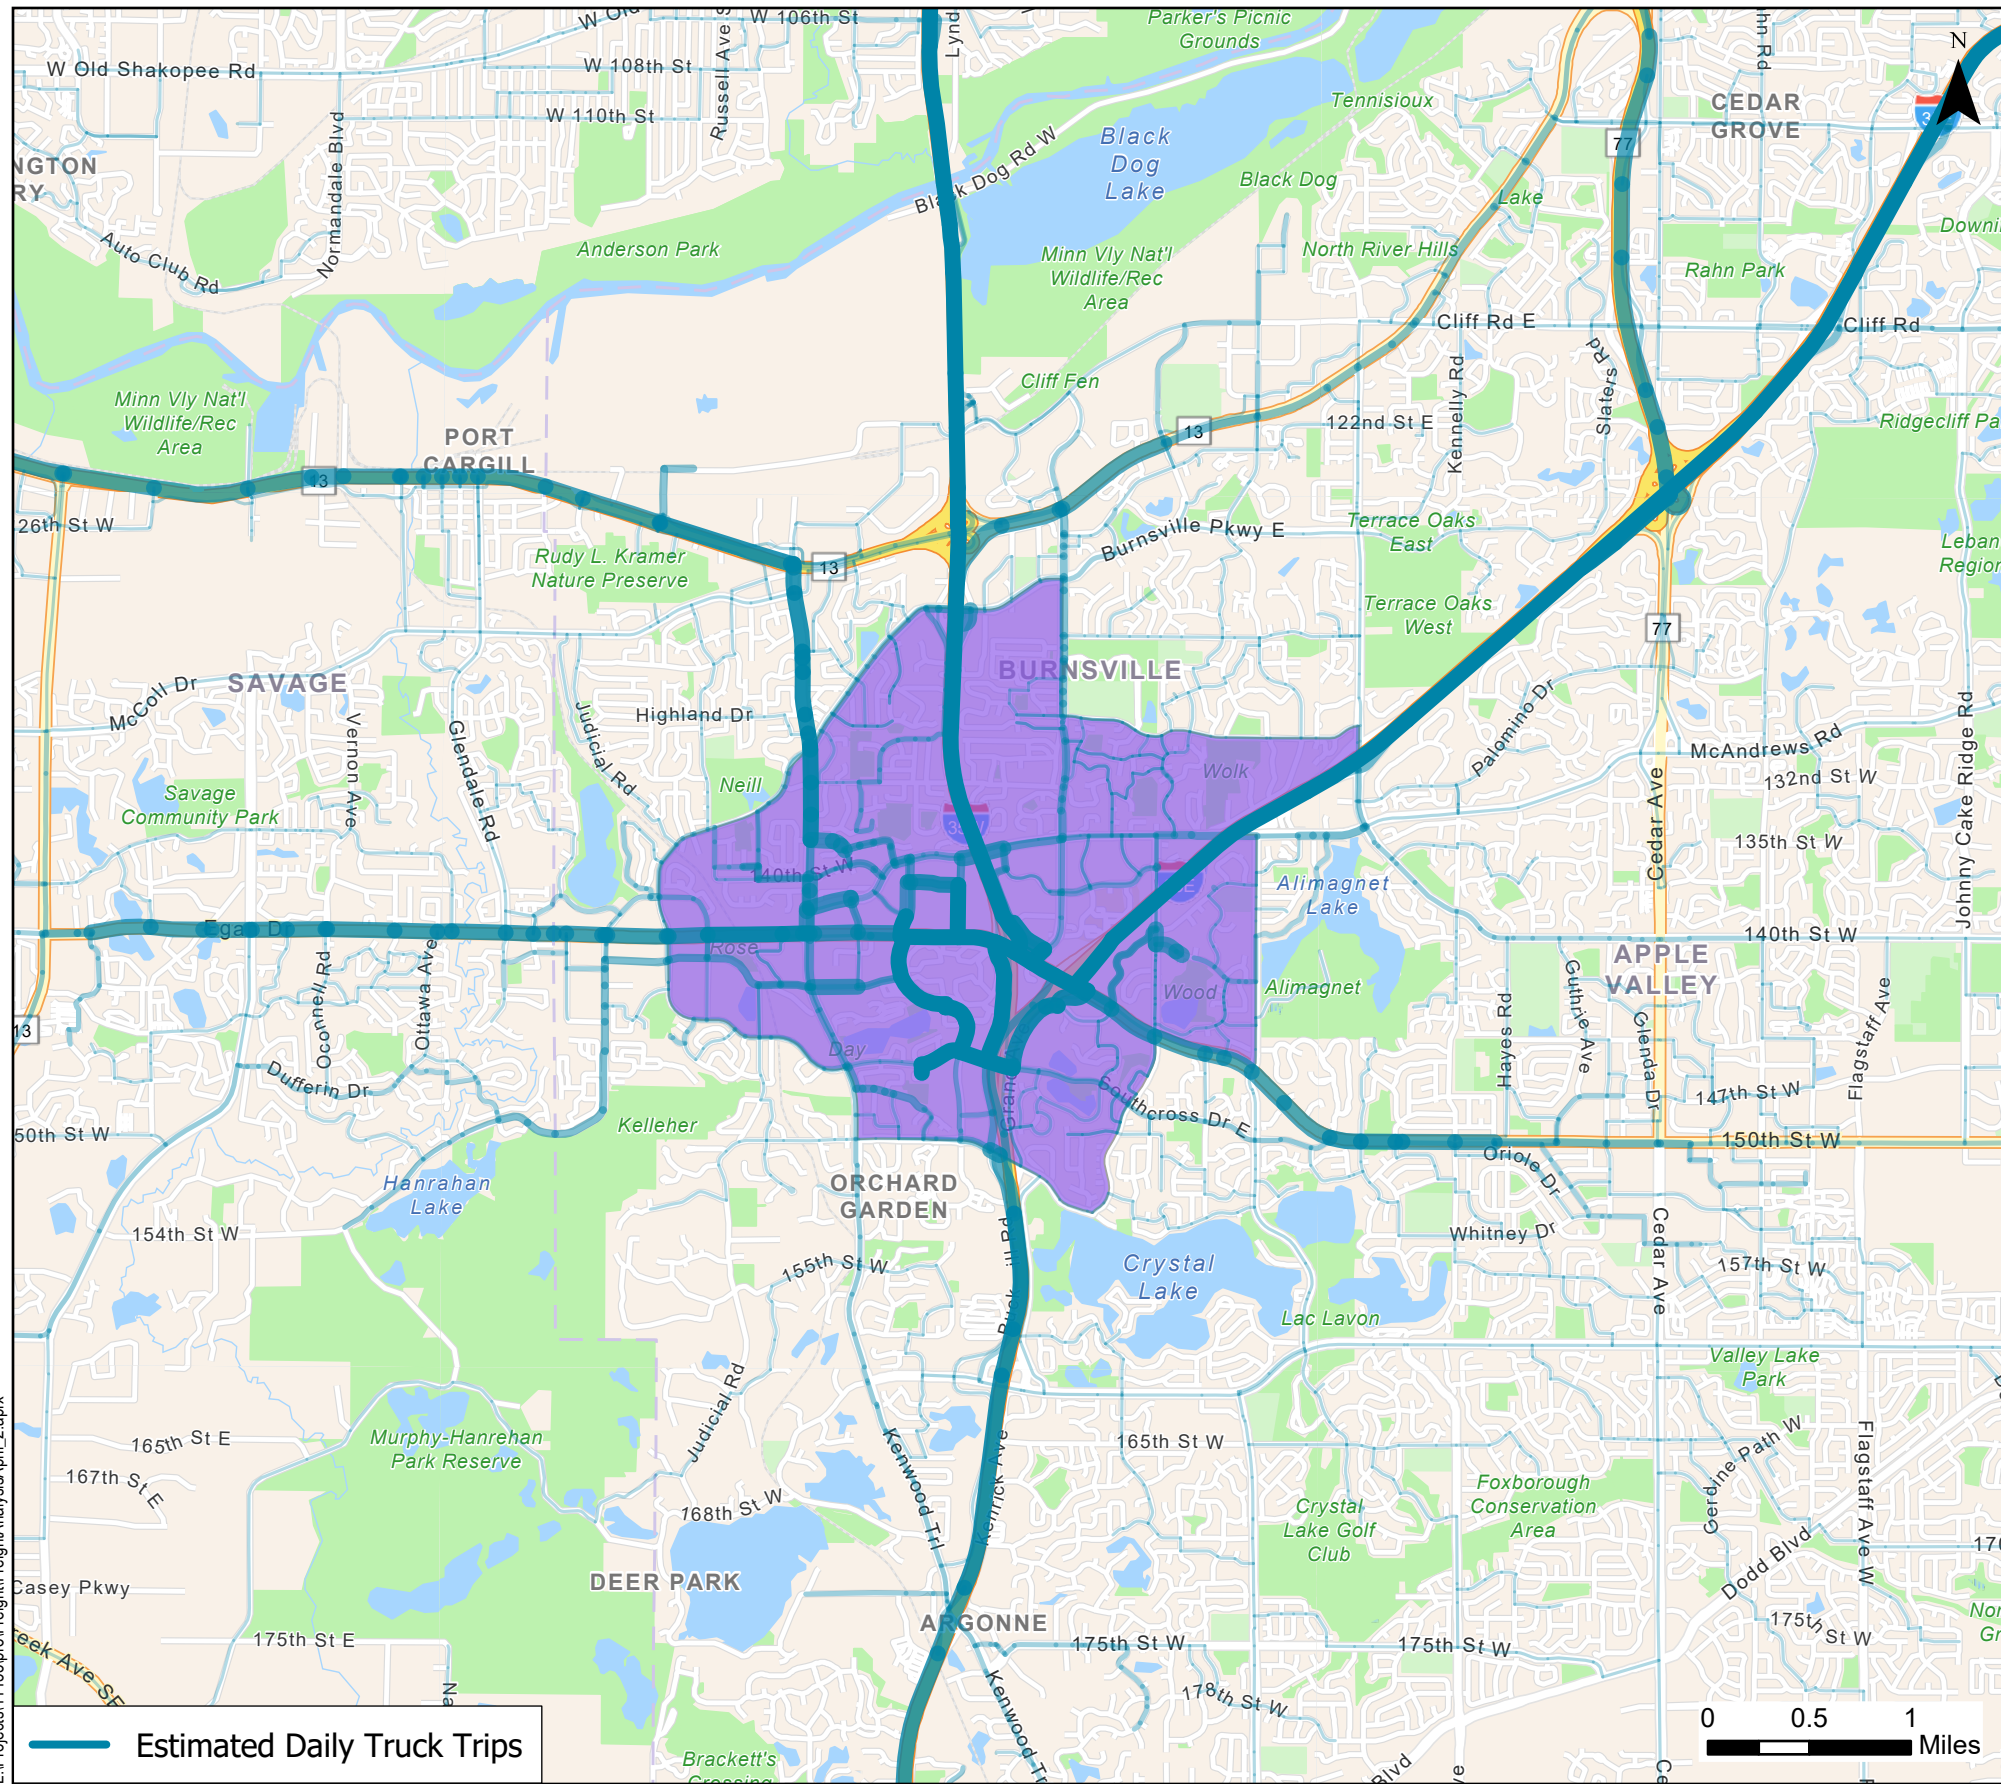 W Old
W 106th St
Lynd
Parker's Picnic
Grounds
N
W Old Shakopee Rd
W 108th St
Russell Ave S
W 110th St
Tennisioux
CEDAR
GROVE
Normandale Blvd
Black
Dog
Lake
Black Dog Rd W
77
Black Dog
Lake
Auto Club Rd
Anderson Park
Minn Vly Nat'l
Wildlife/Rec
Area
North River Hills
Rahn Park
Cliff Rd E
Cliff Rd
Slaters Rd
Kennelly Rd
Cliff Fen
Minn Vly Nat'l
Wildlife/Rec
Area
PORT
CARGILL
13
122nd St E
13
26th St W
Burnsville Pkwy E
Terrace Oaks
East
Rudy L. Kramer
Nature Preserve
13
Terrace Oaks
West
77
SAVAGE
BURNSVILLE
McColl Dr
Highland Dr
Judicial Rd
Vernon Ave
Glendale Rd
Palomino Dr
McAndrews Rd
Johnny Cake Ridge Rd
Neill
Wolk
132nd St W
Savage
Community Park
135th St W
Cedar Ave
140th St W
Alimagnet
Lake
Egan Dr
Rose
140th St W
APPLE
VALLEY
Wood
Alimagnet
Oconnell Rd
Ottawa Ave
Hayes Rd
Guthrie Ave
Glenda Dr
Flagstaff Ave
13
Day
Dufferin Dr
147th St W
Southcross Dr E
Kelleher
50th St W
150th St W
Oriole Dr
Hanrahan
Lake
ORCHARD
GARDEN
154th St W
Whitney Dr
Cedar Ave
155th St W
Crystal
Lake
157th St W
Lac Lavon
Valley Lake
Park
Judicial Rd
165th St E
Murphy-Hanrehan
Park Reserve
Kenwood Trl
Kenrick Ave
165th St W
Gerdine Path W
Flagstaff Ave W
167th St E
168th St W
Crystal
Lake Golf
Club
Foxborough
Conservation
Area
Dodd Blvd
Casey Pkwy
DEER PARK
ARGONNE
175th St E
175th St W
175th St W
175th St W
178th St W
Kenwood Tr
Brackett's
Crossing
Blvd
Estimated Daily Truck Trips
0 0.5 1
Miles